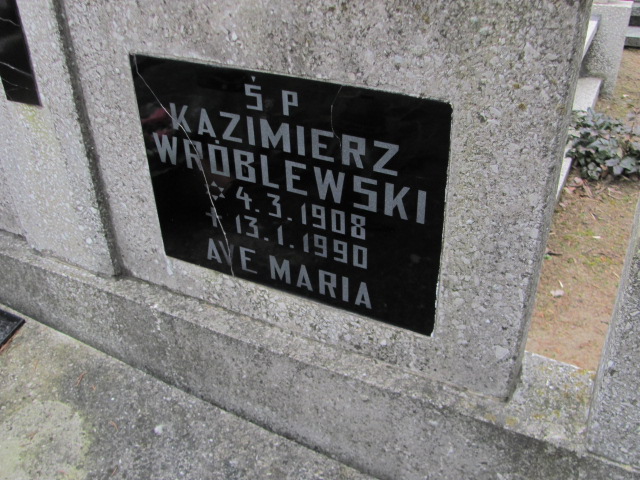 Ś P
KAZIMIERZ
WRÓBLEWSKI
* 4.3.1908
+ 13.1.1990
AVE MARIA